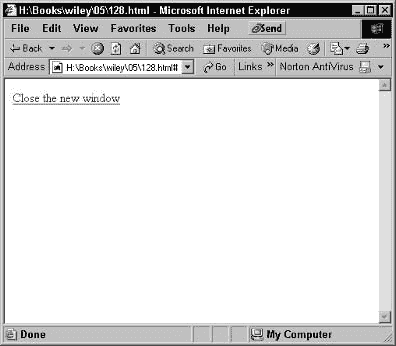 H:\Books\wiley\05\128.html - Microsoft Internet Explorer
File Edit View Favorites Tools Help Send
Back Search Favorites Media »
Address H:\Books\wiley\05\128.html# Go Links » Norton AntiVirus
Close the new window
Done My Computer